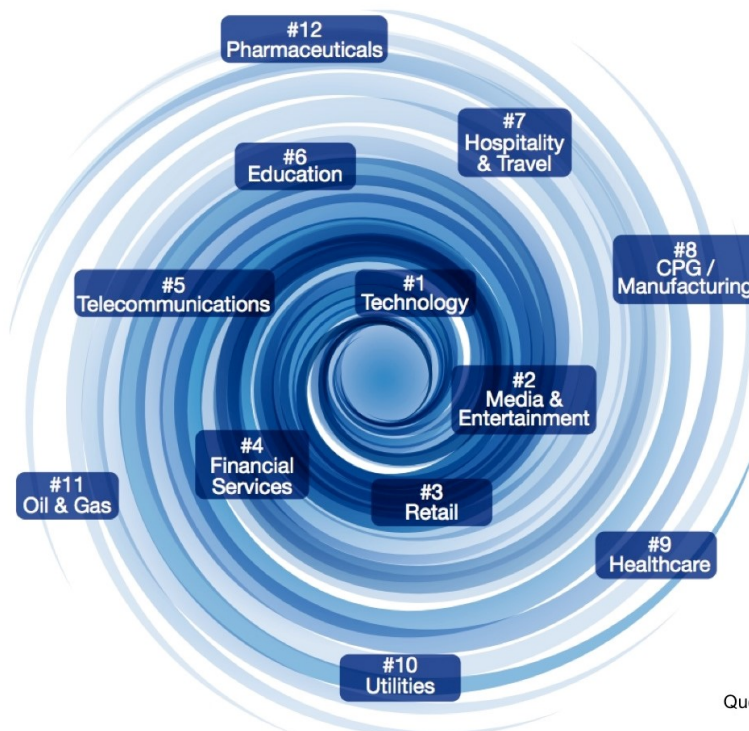 #12
Pharmaceuticals
#7
Hospitality
& Travel
#6
Education
#8
CPG /
Manufacturing
#5
Telecommunications
#1
Technology
#2
Media &
Entertainment
#4
Financial
Services
#11
Oil & Gas
#3
Retail
#9
Healthcare
#10
Utilities